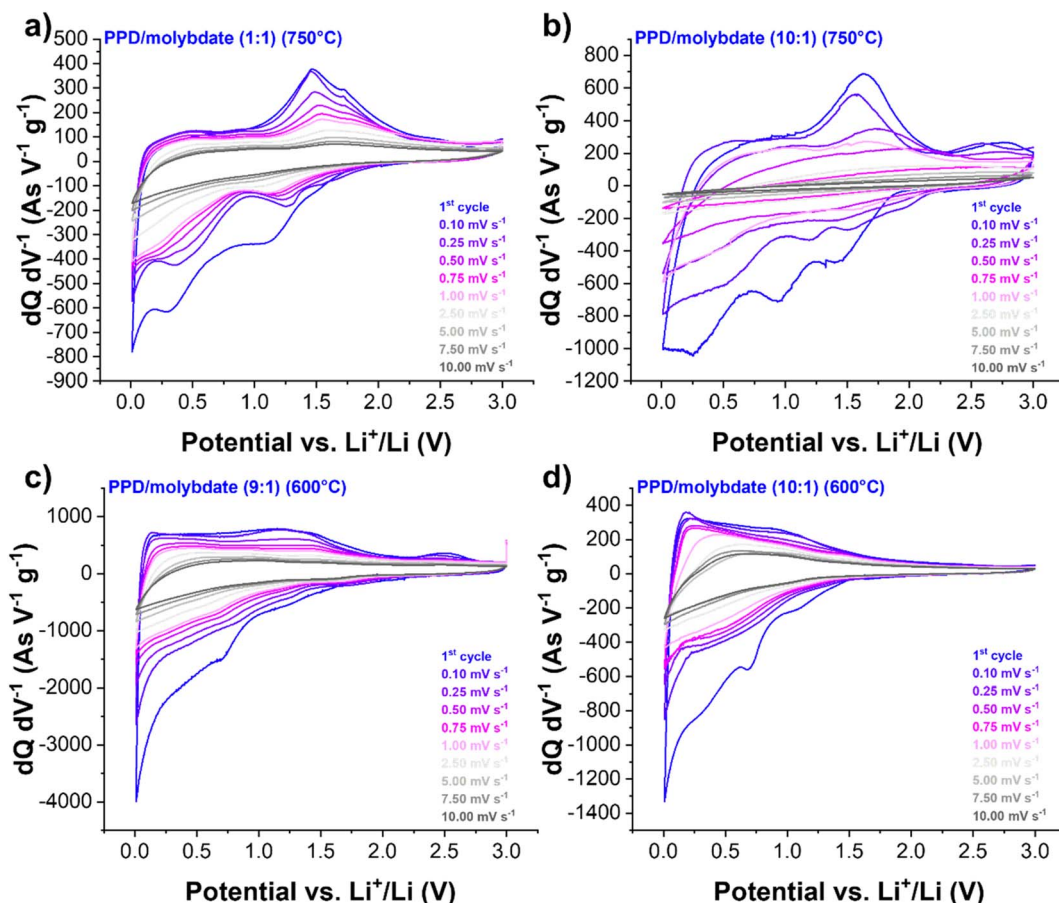 a)
PPD/molybdate (1:1) (750°C)
500
400
300
200
100
0
-100
-200
-300
-400
-500
-600
-700
-800
-900
dQ dV⁻¹ (As V⁻¹ g⁻¹)
1st cycle
0.10 mV s⁻¹
0.25 mV s⁻¹
0.50 mV s⁻¹
0.75 mV s⁻¹
1.00 mV s⁻¹
2.50 mV s⁻¹
5.00 mV s⁻¹
7.50 mV s⁻¹
10.00 mV s⁻¹
0.0 0.5 1.0 1.5 2.0 2.5 3.0
Potential vs. Li⁺/Li (V)
b)
PPD/molybdate (10:1) (750°C)
1000
800
600
400
200
0
-200
-400
-600
-800
-1000
-1200
dQ dV⁻¹ (As V⁻¹ g⁻¹)
1st cycle
0.10 mV s⁻¹
0.25 mV s⁻¹
0.50 mV s⁻¹
0.75 mV s⁻¹
1.00 mV s⁻¹
2.50 mV s⁻¹
5.00 mV s⁻¹
7.50 mV s⁻¹
10.00 mV s⁻¹
0.0 0.5 1.0 1.5 2.0 2.5 3.0
Potential vs. Li⁺/Li (V)
c)
PPD/molybdate (9:1) (600°C)
1000
0
-1000
-2000
-3000
-4000
dQ dV⁻¹ (As V⁻¹ g⁻¹)
1st cycle
0.10 mV s⁻¹
0.25 mV s⁻¹
0.50 mV s⁻¹
0.75 mV s⁻¹
1.00 mV s⁻¹
2.50 mV s⁻¹
5.00 mV s⁻¹
7.50 mV s⁻¹
10.00 mV s⁻¹
0.0 0.5 1.0 1.5 2.0 2.5 3.0
Potential vs. Li⁺/Li (V)
d)
PPD/molybdate (10:1) (600°C)
400
200
0
-200
-400
-600
-800
-1000
-1200
-1400
dQ dV⁻¹ (As V⁻¹ g⁻¹)
1st cycle
0.10 mV s⁻¹
0.25 mV s⁻¹
0.50 mV s⁻¹
0.75 mV s⁻¹
1.00 mV s⁻¹
2.50 mV s⁻¹
5.00 mV s⁻¹
7.50 mV s⁻¹
10.00 mV s⁻¹
0.0 0.5 1.0 1.5 2.0 2.5 3.0
Potential vs. Li⁺/Li (V)